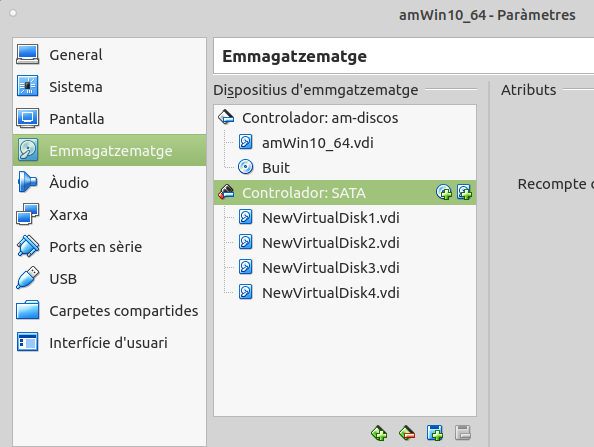 amWin10_64 - Paràmetres
General
Sistema
Pantalla
Emmagatzematge
Àudio
Xarxa
Ports en sèrie
USB
Carpetes compartides
Interfície d'usuari
Emmagatzematge
Dispositius d'emmgatzematge
Controlador: am-discos
amWin10_64.vdi
Buit
Controlador: SATA
NewVirtualDisk1.vdi
NewVirtualDisk2.vdi
NewVirtualDisk3.vdi
NewVirtualDisk4.vdi
Atributs
Recompte